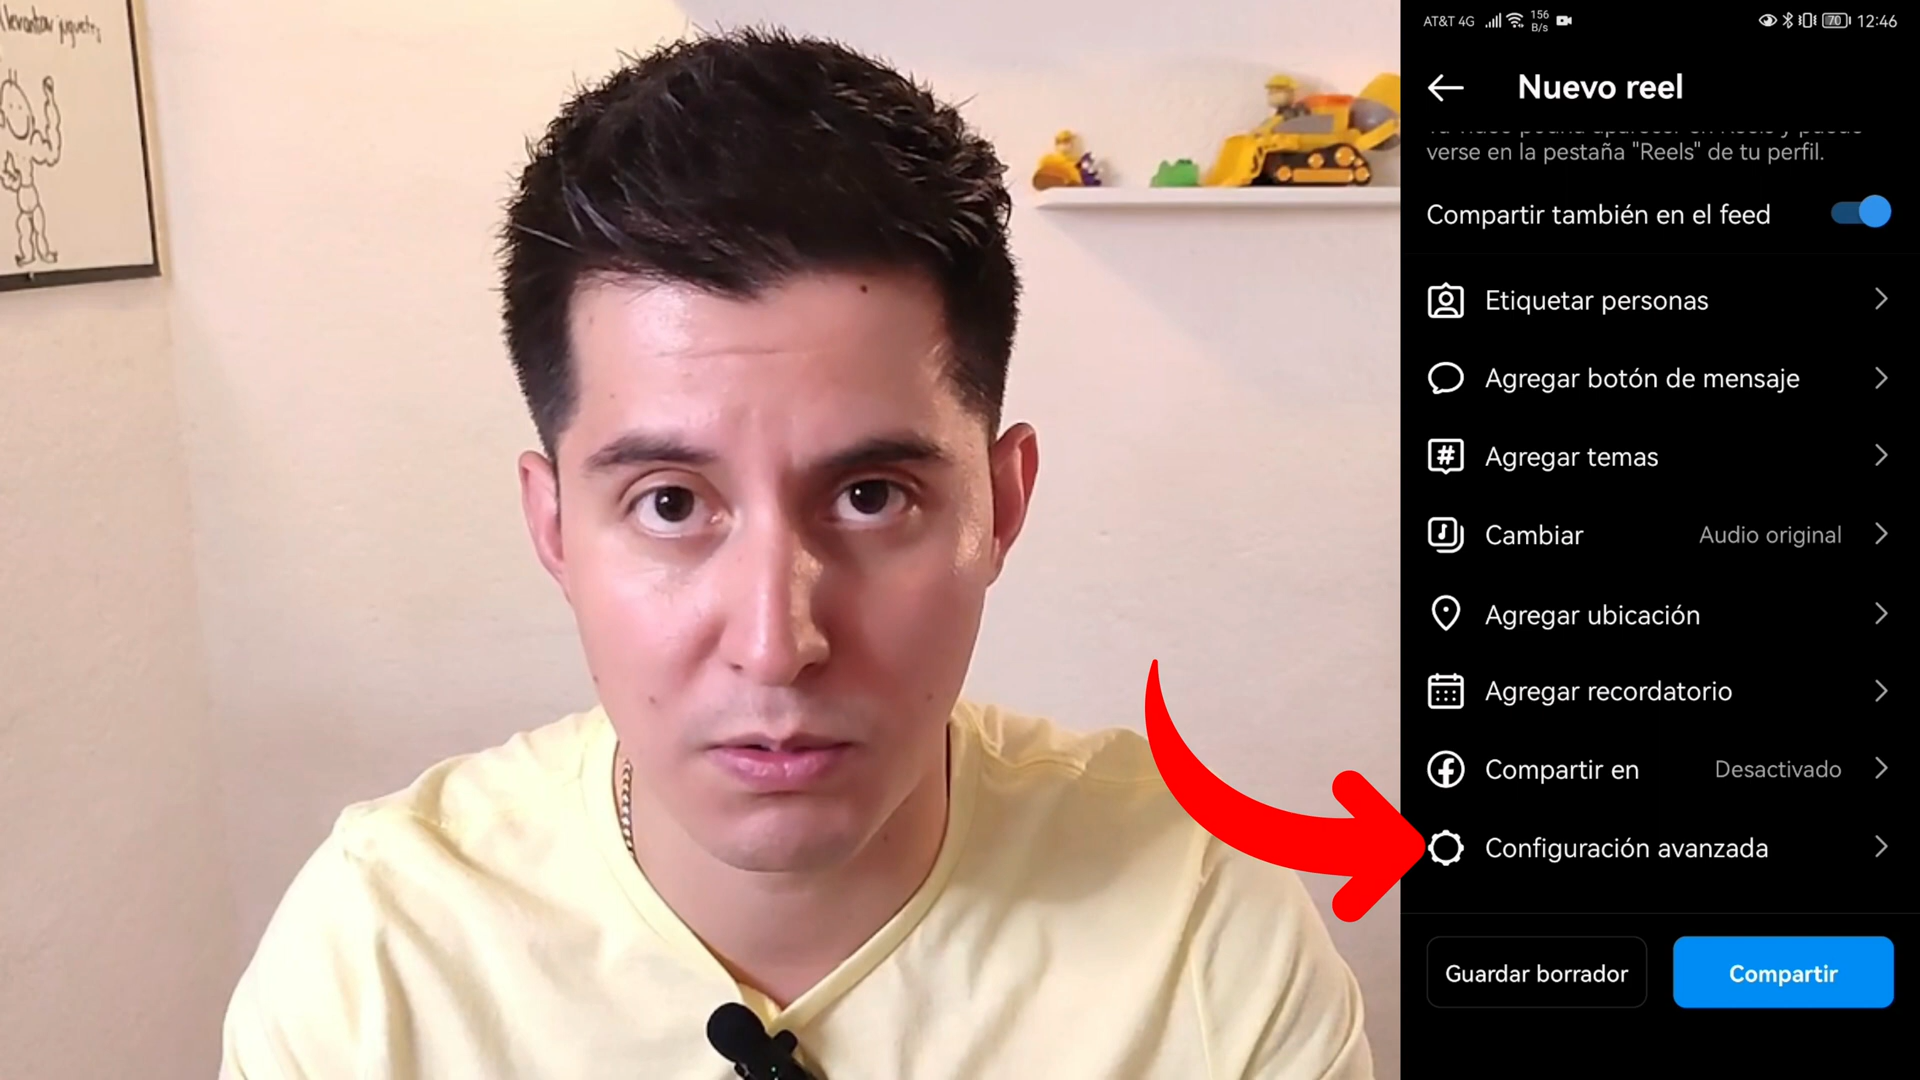 levantar juguetes
AT&T 4G 156 B/s 70 12:46
Nuevo reel
verse en la pestaña "Reels" de tu perfil.
Compartir también en el feed
Etiquetar personas
Agregar botón de mensaje
# Agregar temas
Cambiar Audio original
Agregar ubicación
Agregar recordatorio
Compartir en Desactivado
Configuración avanzada
Guardar borrador Compartir